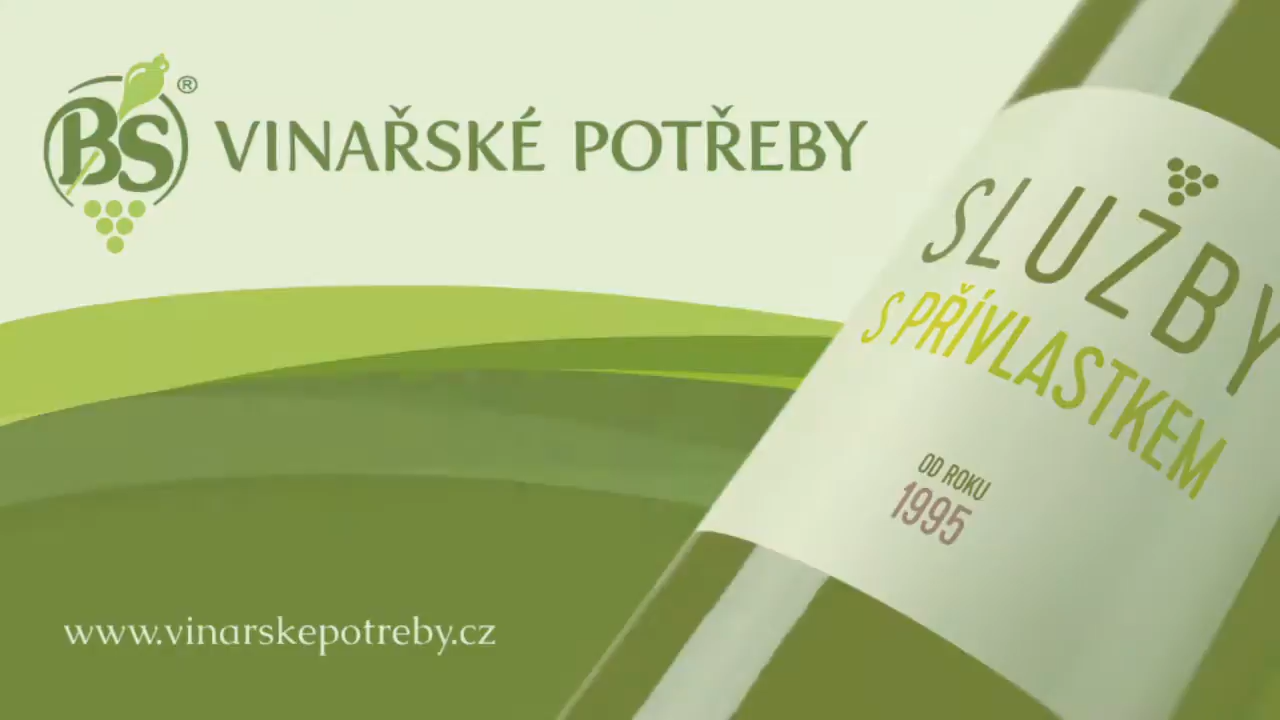 BS ® VINAŘSKÉ POTŘEBY
SLUŽBY
S PŘÍVLASTKEM
OD ROKU
1995
www.vinarskepotreby.cz